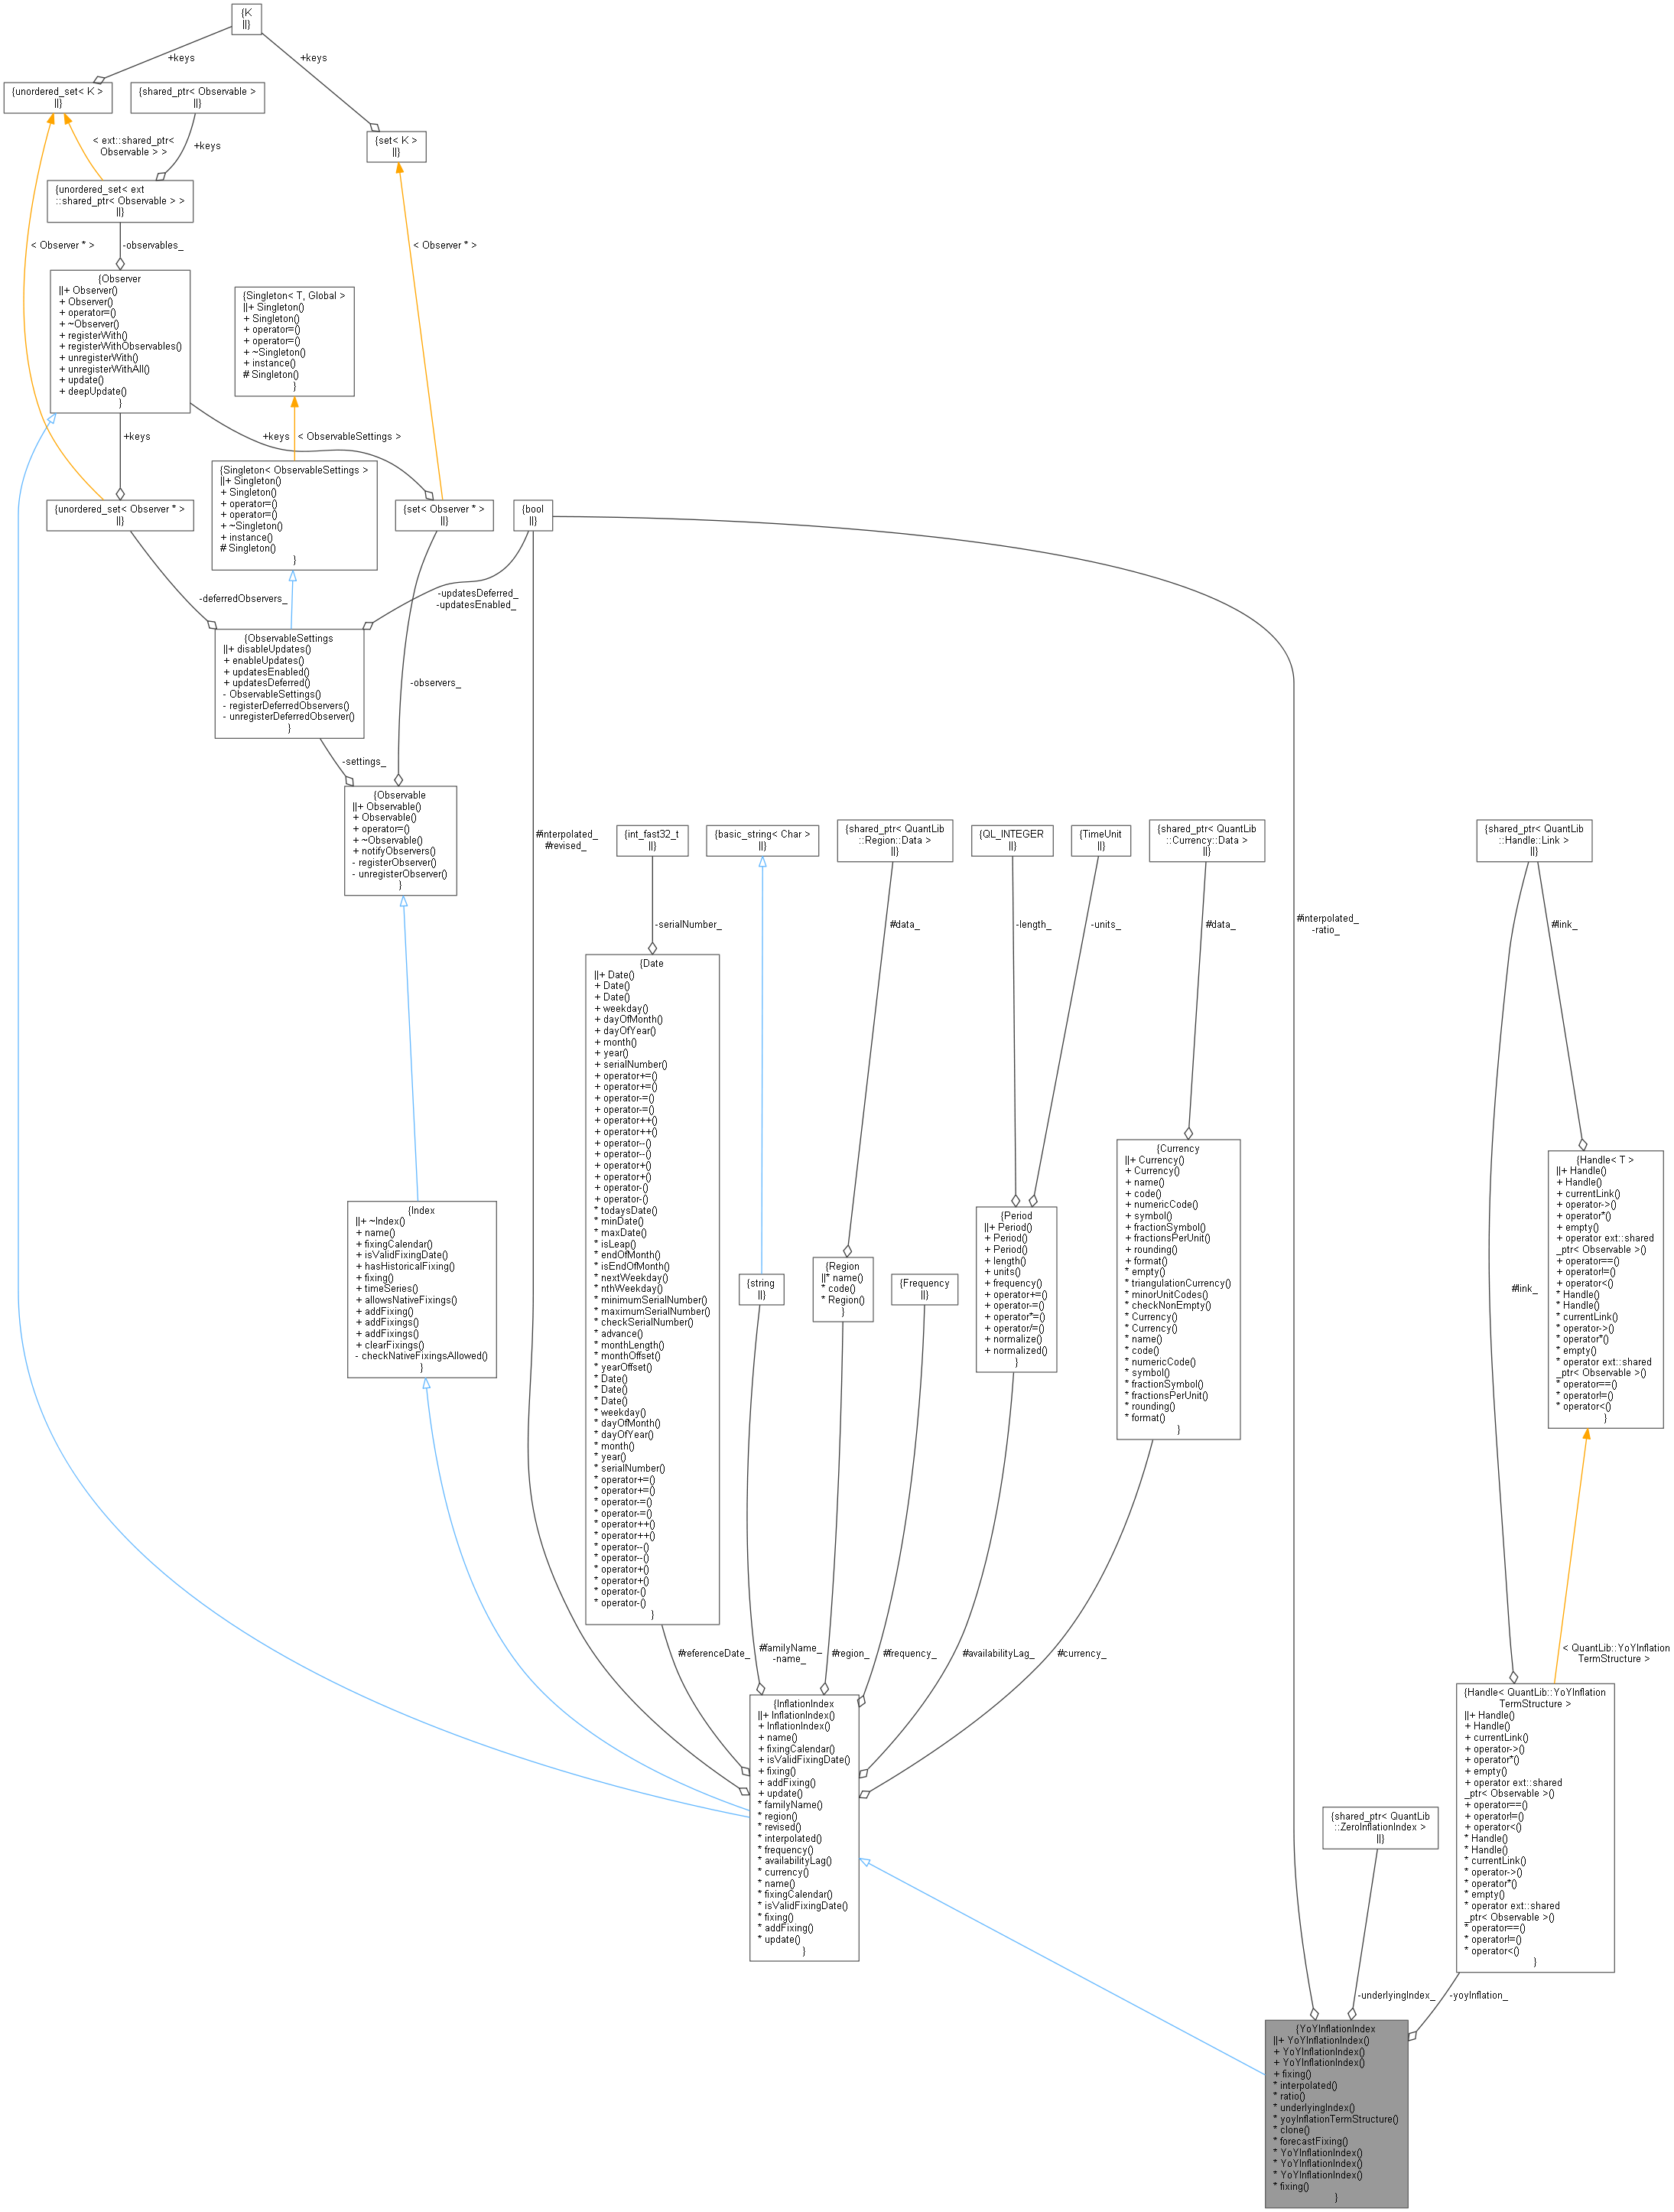 {K
||}
+keys
+keys
{unordered_set< K >
||}
{shared_ptr< Observable >
||}
{set< K >
||}
< ext::shared_ptr<
Observable > >
+keys
{unordered_set< ext
::shared_ptr< Observable > >
||}
< Observer * >
-observables_
< Observer * >
{Observer
||+ Observer()
+ Observer()
+ operator=()
+ ~Observer()
+ registerWith()
+ registerWithObservables()
+ unregisterWith()
+ unregisterWithAll()
+ update()
+ deepUpdate()
}
{Singleton< T, Global >
||+ Singleton()
+ Singleton()
+ operator=()
+ operator=()
+ ~Singleton()
+ instance()
# Singleton()
}
+keys
+keys
< ObservableSettings >
{Singleton< ObservableSettings >
||+ Singleton()
+ Singleton()
+ operator=()
+ operator=()
+ ~Singleton()
+ instance()
# Singleton()
}
{unordered_set< Observer * >
||}
{set< Observer * >
||}
{bool
||}
-deferredObservers_
-updatesDeferred_
-updatesEnabled_
{ObservableSettings
||+ disableUpdates()
+ enableUpdates()
+ updatesEnabled()
+ updatesDeferred()
- ObservableSettings()
- registerDeferredObservers()
- unregisterDeferredObserver()
}
-observers_
-settings_
{Observable
||+ Observable()
+ Observable()
+ operator=()
+ ~Observable()
+ notifyObservers()
- registerObserver()
- unregisterObserver()
}
#interpolated_
#revised_
{int_fast32_t
||}
{basic_string< Char >
||}
{shared_ptr< QuantLib
::Region::Data >
||}
{QL_INTEGER
||}
{TimeUnit
||}
{shared_ptr< QuantLib
::Currency::Data >
||}
{shared_ptr< QuantLib
::Handle::Link >
||}
-serialNumber_
#data_
-length_
-units_
#data_
#interpolated_
-ratio_
#link_
{Date
||+ Date()
+ Date()
+ Date()
+ weekday()
+ dayOfMonth()
+ dayOfYear()
+ month()
+ year()
+ serialNumber()
+ operator+=()
+ operator+=()
+ operator-=()
+ operator-=()
+ operator++()
+ operator++()
+ operator--()
+ operator--()
+ operator+()
+ operator+()
+ operator-()
+ operator-()
* todaysDate()
* minDate()
* maxDate()
* isLeap()
* endOfMonth()
* isEndOfMonth()
* nextWeekday()
* nthWeekday()
* minimumSerialNumber()
* maximumSerialNumber()
* checkSerialNumber()
* advance()
* monthLength()
* monthOffset()
* yearOffset()
* Date()
* Date()
* Date()
* weekday()
* dayOfMonth()
* dayOfYear()
* month()
* year()
* serialNumber()
* operator+=()
* operator+=()
* operator-=()
* operator-=()
* operator++()
* operator++()
* operator--()
* operator--()
* operator+()
* operator+()
* operator-()
* operator-()
}
{Currency
||+ Currency()
+ Currency()
+ name()
+ code()
+ numericCode()
+ symbol()
+ fractionSymbol()
+ fractionsPerUnit()
+ rounding()
+ format()
* empty()
* triangulationCurrency()
* minorUnitCodes()
* checkNonEmpty()
* Currency()
* Currency()
* name()
* code()
* numericCode()
* symbol()
* fractionSymbol()
* fractionsPerUnit()
* rounding()
* format()
}
{Handle< T >
||+ Handle()
+ Handle()
+ currentLink()
+ operator->()
+ operator*()
+ empty()
+ operator ext::shared
_ptr< Observable >()
+ operator==()
+ operator!=()
+ operator<()
* Handle()
* Handle()
* currentLink()
* operator->()
* operator*()
* empty()
* operator ext::shared
_ptr< Observable >()
* operator==()
* operator!=()
* operator<()
}
{Index
||+ ~Index()
+ name()
+ fixingCalendar()
+ isValidFixingDate()
+ hasHistoricalFixing()
+ fixing()
+ timeSeries()
+ allowsNativeFixings()
+ addFixing()
+ addFixings()
+ addFixings()
+ clearFixings()
- checkNativeFixingsAllowed()
}
{Period
||+ Period()
+ Period()
+ Period()
+ length()
+ units()
+ frequency()
+ operator+=()
+ operator-=()
+ operator*=()
+ operator/=()
+ normalize()
+ normalized()
}
{string
||}
{Region
||* name()
* code()
* Region()
}
{Frequency
||}
#link_
#referenceDate_
#familyName_
-name_
#region_
#frequency_
#availabilityLag_
#currency_
< QuantLib::YoYInflation
TermStructure >
{InflationIndex
||+ InflationIndex()
+ InflationIndex()
+ name()
+ fixingCalendar()
+ isValidFixingDate()
+ fixing()
+ addFixing()
+ update()
* familyName()
* region()
* revised()
* interpolated()
* frequency()
* availabilityLag()
* currency()
* name()
* fixingCalendar()
* isValidFixingDate()
* fixing()
* addFixing()
* update()
}
{Handle< QuantLib::YoYInflation
TermStructure >
||+ Handle()
+ Handle()
+ currentLink()
+ operator->()
+ operator*()
+ empty()
+ operator ext::shared
_ptr< Observable >()
+ operator==()
+ operator!=()
+ operator<()
* Handle()
* Handle()
* currentLink()
* operator->()
* operator*()
* empty()
* operator ext::shared
_ptr< Observable >()
* operator==()
* operator!=()
* operator<()
}
{shared_ptr< QuantLib
::ZeroInflationIndex >
||}
-underlyingIndex_
-yoyInflation_
{YoYInflationIndex
||+ YoYInflationIndex()
+ YoYInflationIndex()
+ YoYInflationIndex()
+ fixing()
* interpolated()
* ratio()
* underlyingIndex()
* yoyInflationTermStructure()
* clone()
* forecastFixing()
* YoYInflationIndex()
* YoYInflationIndex()
* YoYInflationIndex()
* fixing()
}